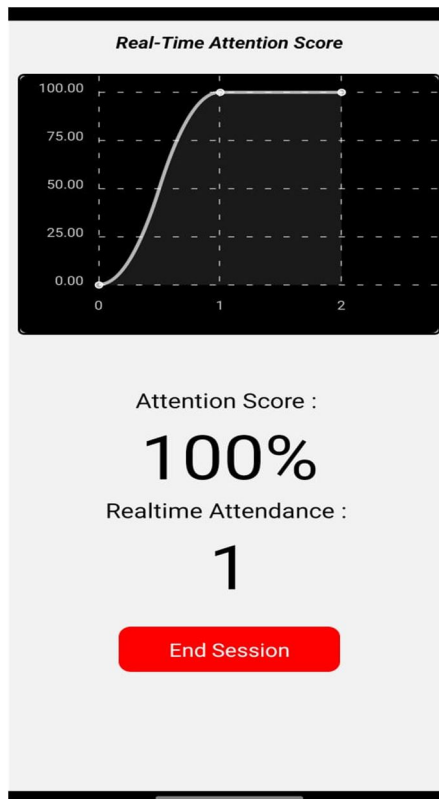 Real-Time Attention Score
100.00
75.00
50.00
25.00
0.00
0 1 2
Attention Score :
100%
Realtime Attendance :
1
End Session